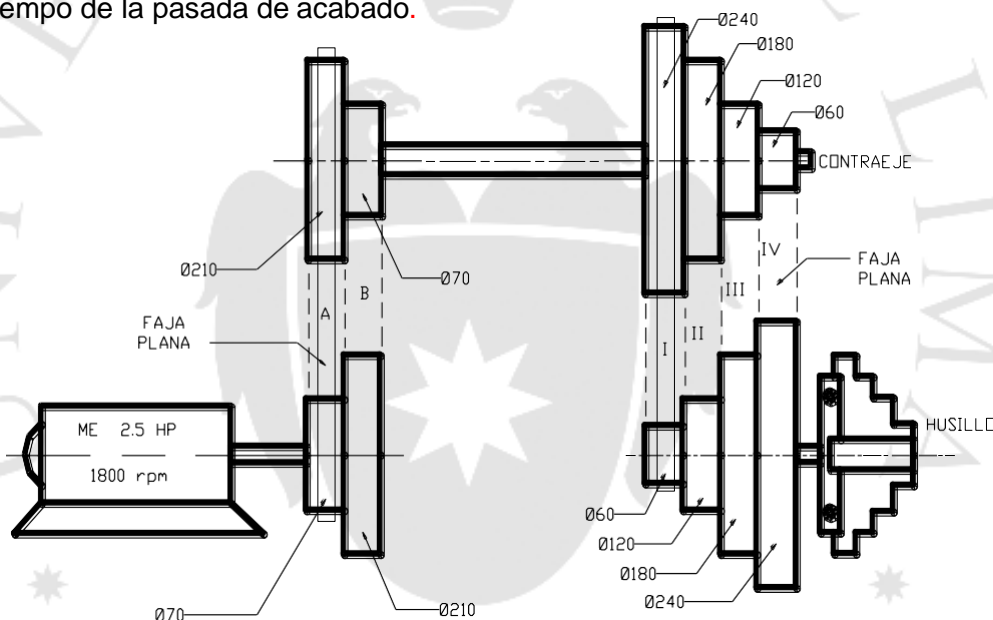 empo de la pasada de acabado.
Ø240
Ø180
Ø120
Ø60
CONTRAEJE
Ø210
Ø70
IV
FAJA
PLANA
III
B
A
II
I
FAJA
PLANA
ME 2.5 HP
1800 rpm
HUSILLO
Ø60
Ø120
Ø180
Ø240
Ø70
Ø210